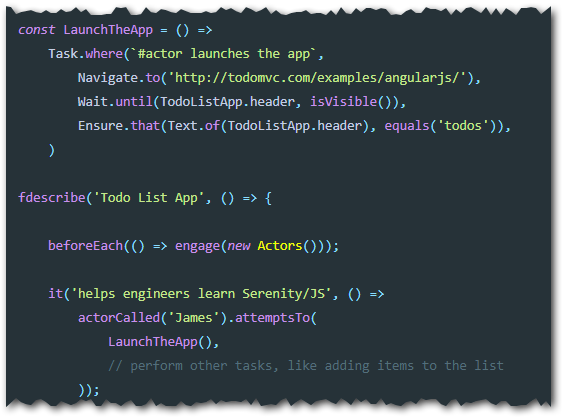 const LaunchTheApp = () =>
    Task.where(`#actor launches the app`,
        Navigate.to('http://todomvc.com/examples/angularjs/'),
        Wait.until(TodoListApp.header, isVisible()),
        Ensure.that(Text.of(TodoListApp.header), equals('todos')),
    )
fdescribe('Todo List App', () => {
    beforeEach(() => engage(new Actors()));
    it('helps engineers learn Serenity/JS', () =>
        actorCalled('James').attemptsTo(
            LaunchTheApp(),
            // perform other tasks, like adding items to the list
        ));